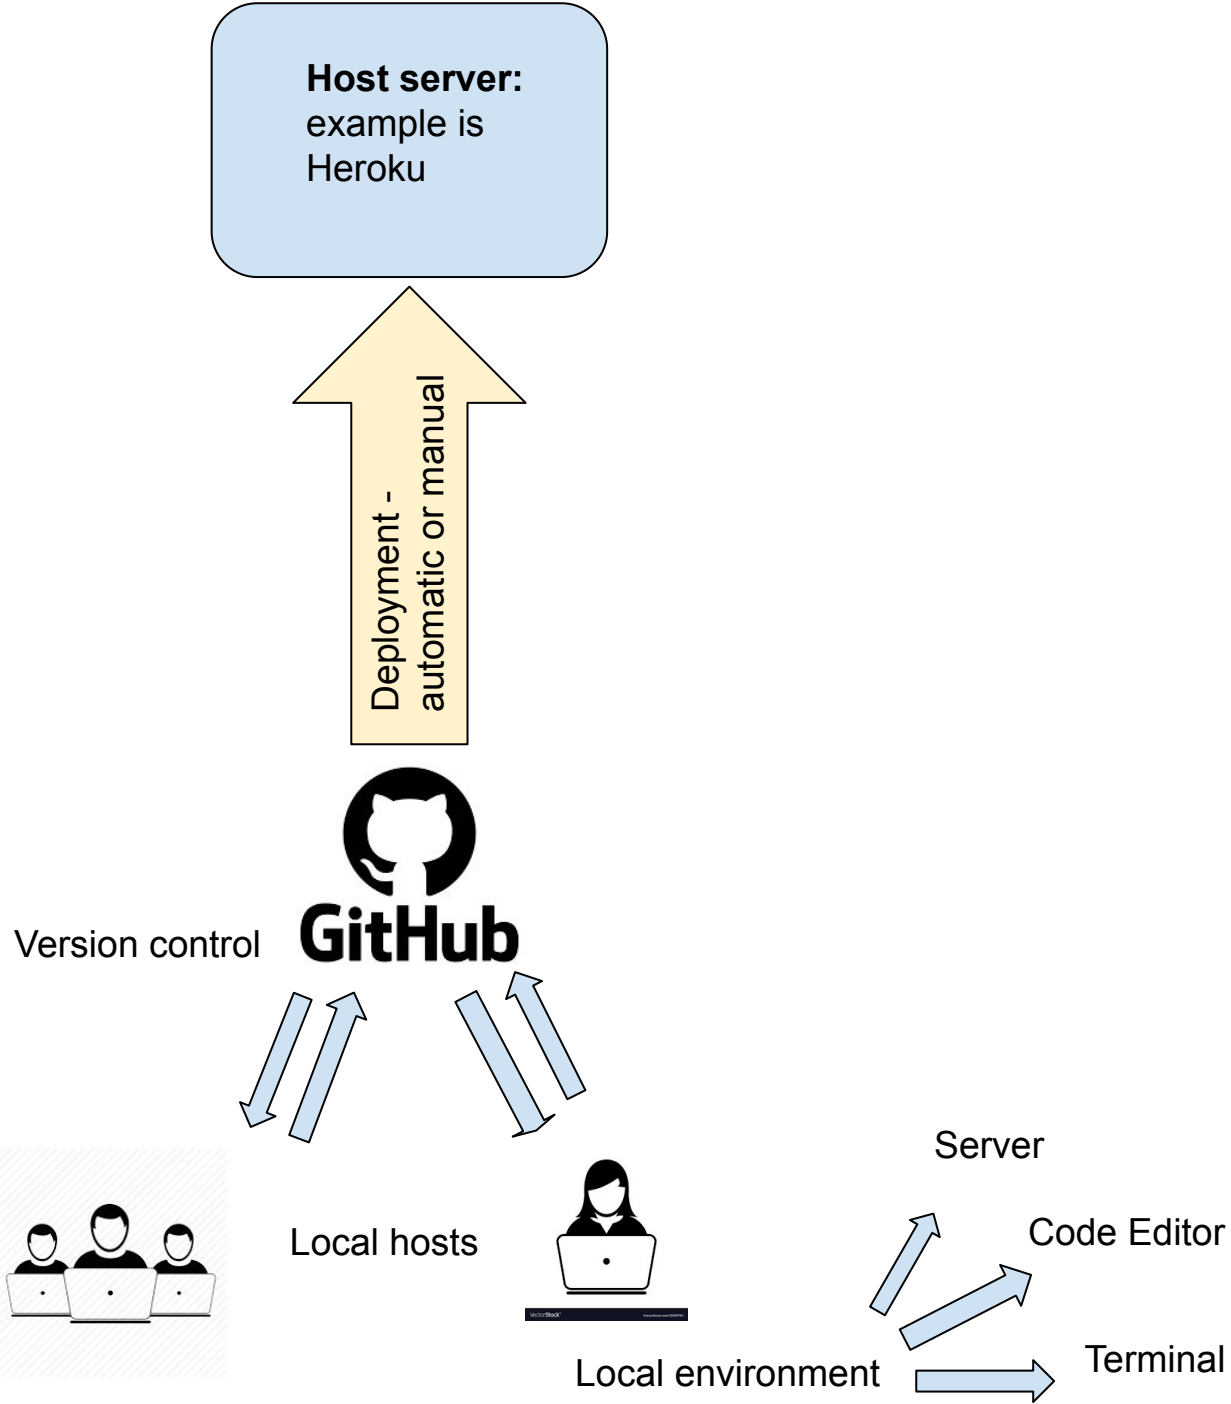 Host server:
example is
Heroku
Deployment -
automatic or manual
GitHub
Version control
Local hosts
VectorStock
Server
Code Editor
Local environment
Terminal